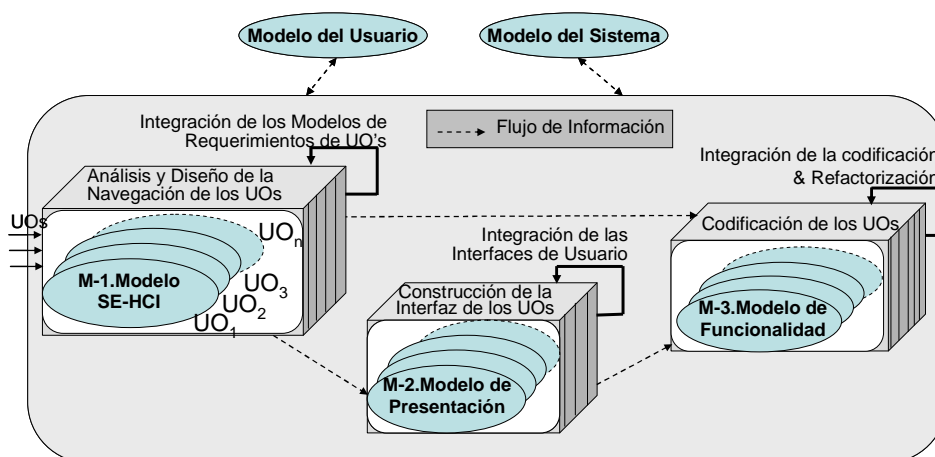 Modelo del Usuario
Modelo del Sistema
Flujo de Información
Integración de los Modelos de
Requerimientos de UO's
Integración de la codificación
& Refactorización
Análisis y Diseño de la
Navegación de los UOs
UOs
UOn
UO3
UO2
UO1
M-1.Modelo
SE-HCI
Integración de las
Interfaces de Usuario
Construcción de la
Interfaz de los UOs
M-2.Modelo de
Presentación
Codificación de los UOs
M-3.Modelo de
Funcionalidad